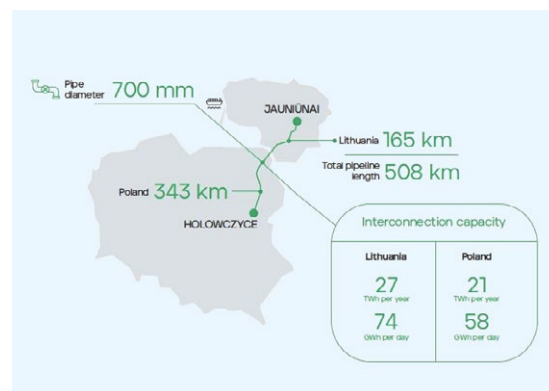 Pipe
diameter 700 mm
JAUNIŪNAI
Lithuania 165 km
Total pipeline
length 508 km
Poland 343 km
HOLOWCZYCE
Interconnection capacity
Lithuania
27
TWh per year
74
GWh per day
Poland
21
TWh per year
58
GWh per day